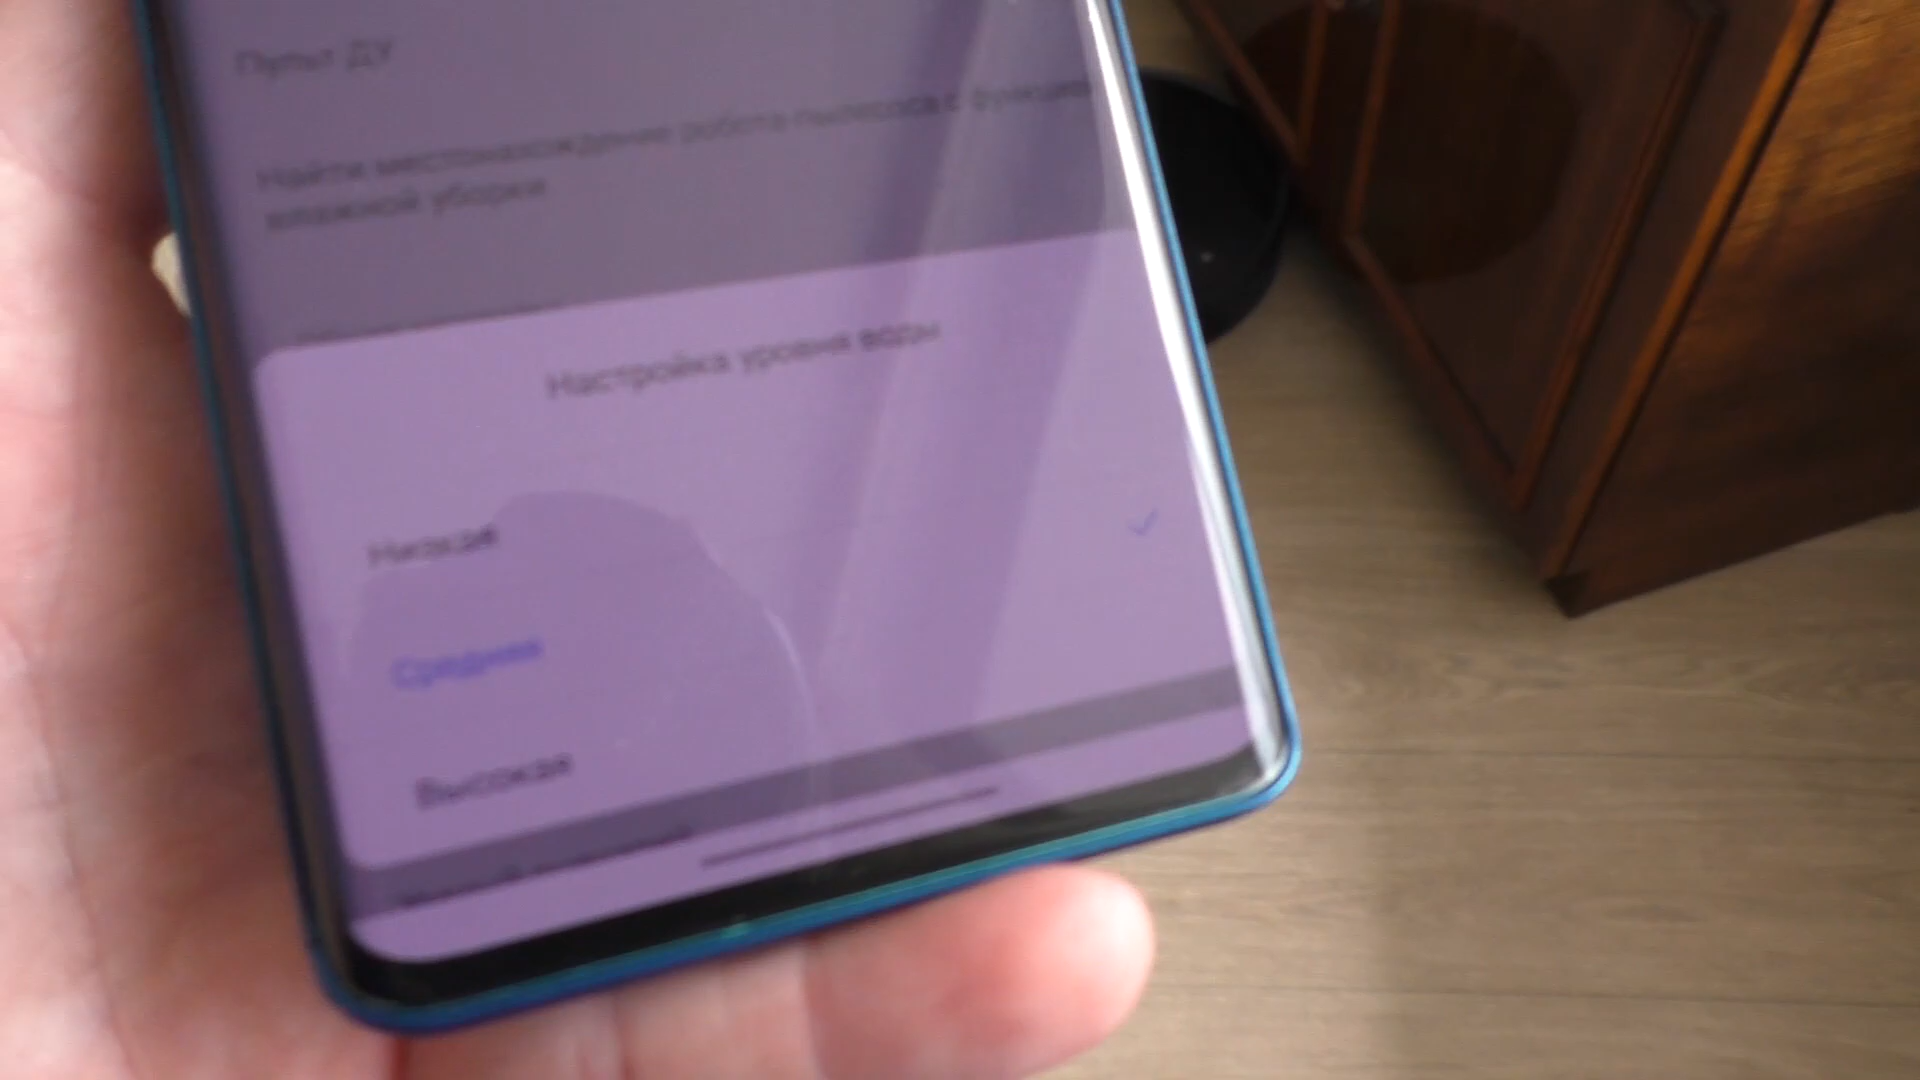 Пульт ДУ
Найти местонахождение робота-пылесоса с функцией
влажной уборки
Настройка уровня воды
Низкая
Средняя
Высокая